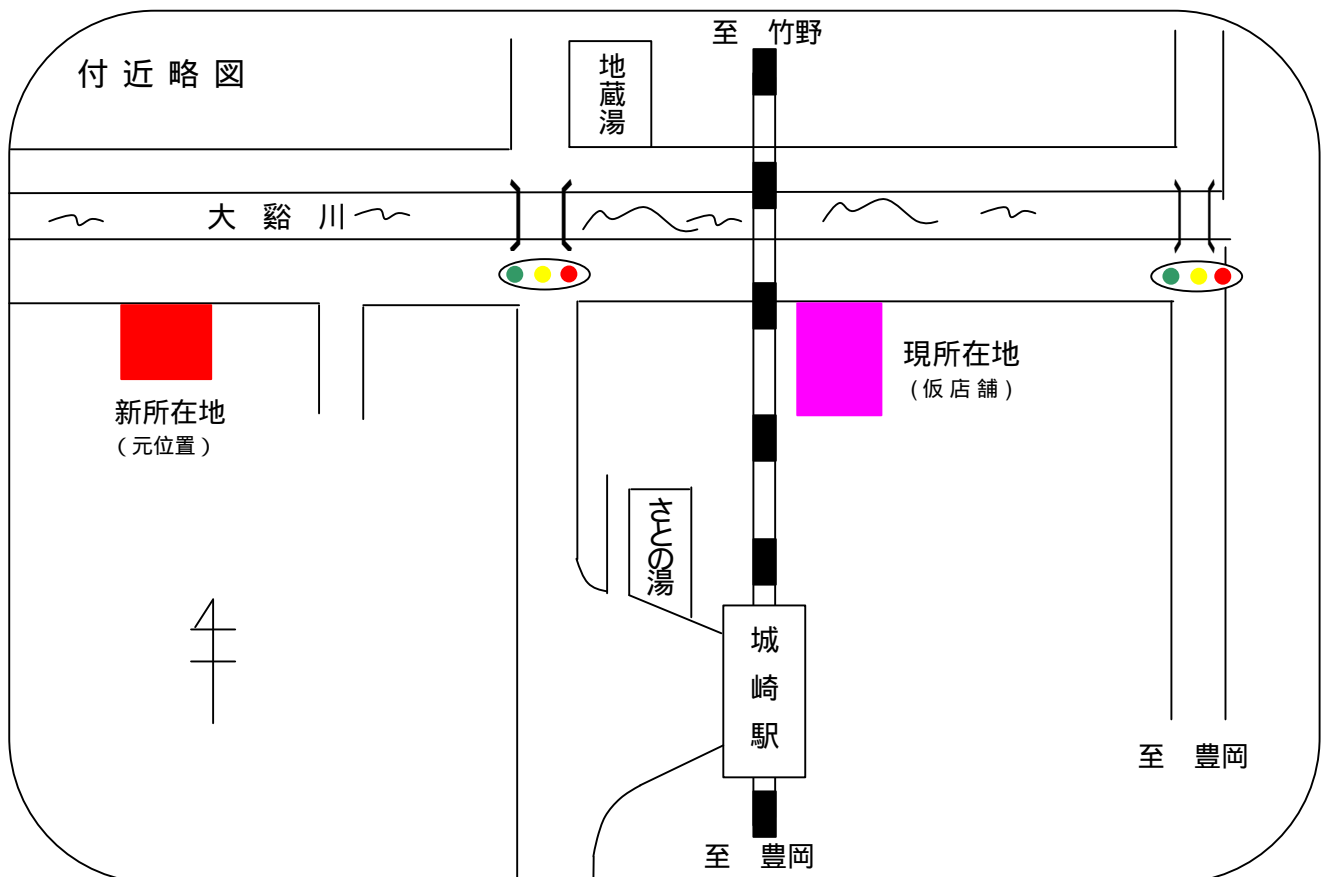 至 竹野
付近略図
地蔵湯
大谿川
現所在地
(仮店舗)
新所在地
(元位置)
さとの湯
城崎駅
至 豊岡
至 豊岡